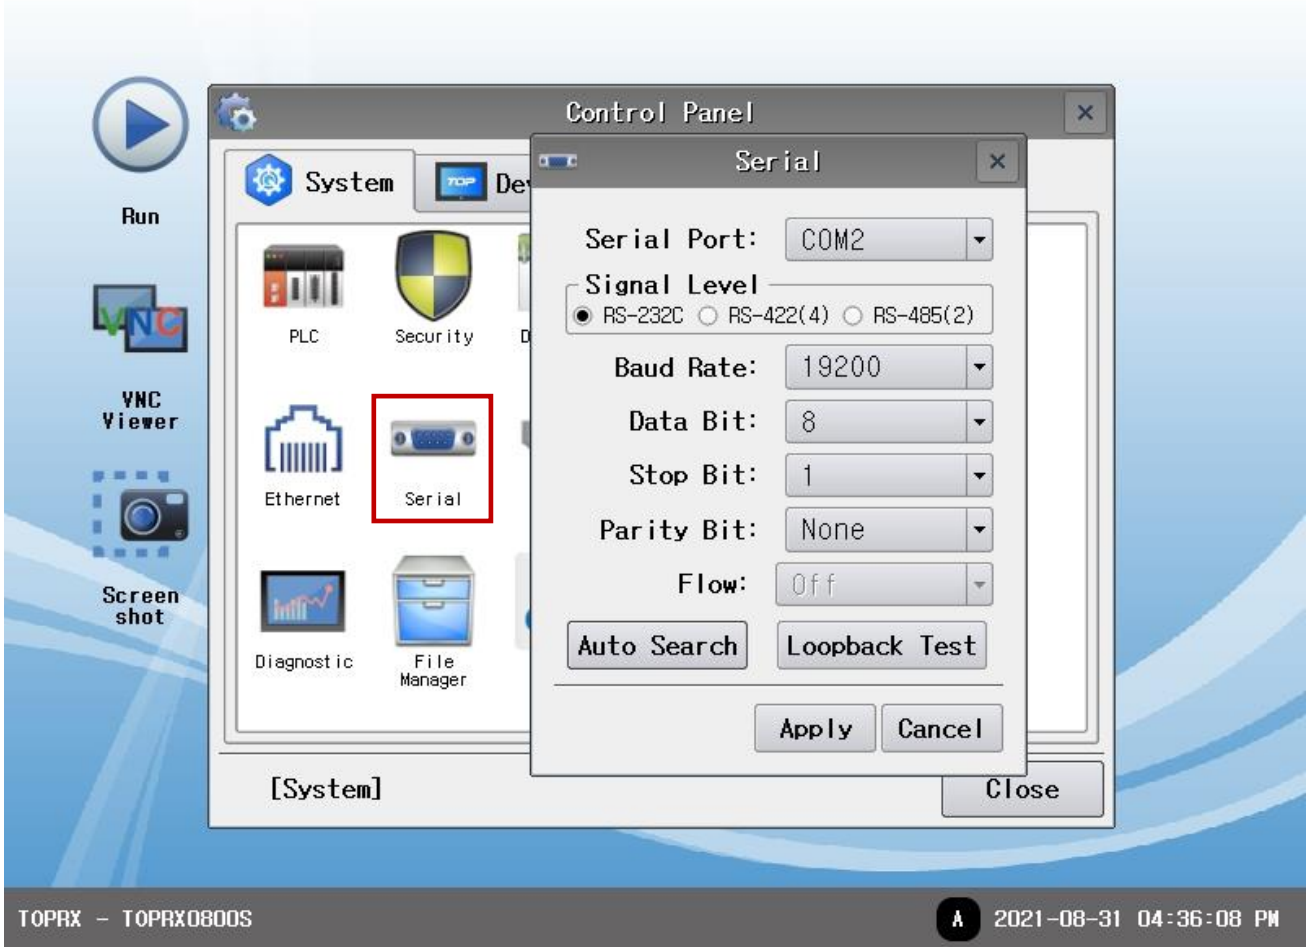 Control Panel
Serial
System
TOP
Run
Serial Port: COM2
Signal Level
RS-232C RS-422(4) RS-485(2)
PLC
Security
VNC
Baud Rate: 19200
VNC
Viewer
Data Bit: 8
Stop Bit: 1
Ethernet
Serial
Parity Bit: None
Flow: Off
Screen
shot
Auto Search
Loopback Test
Diagnostic
File
Manager
Apply
Cancel
[System]
Close
TOPRX - TOPRX0800S
A
2021-08-31 04:36:08 PM